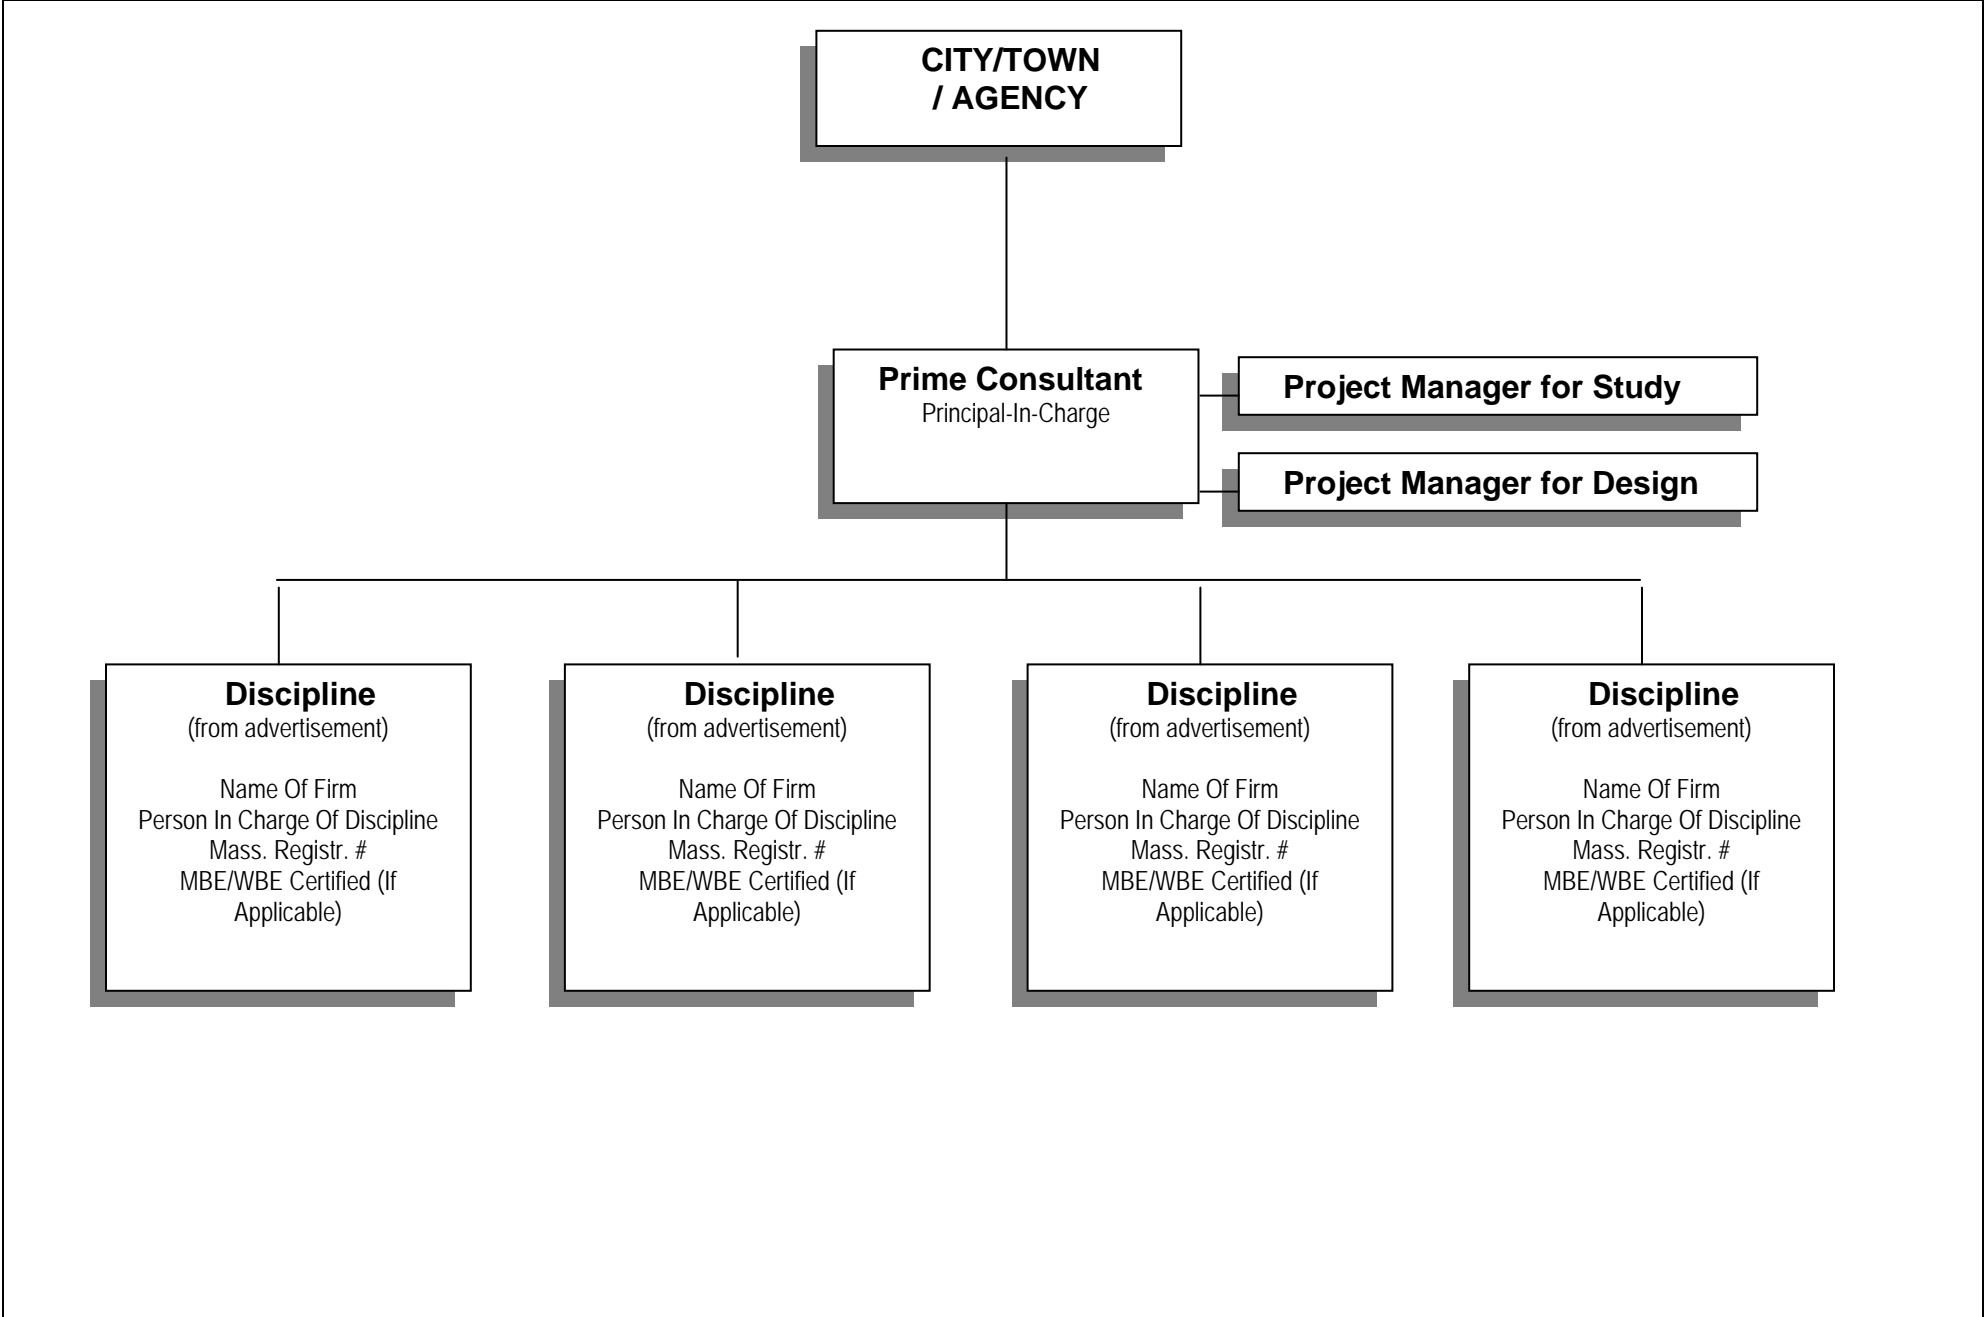 CITY/TOWN
/ AGENCY
Prime Consultant
Principal-In-Charge
Project Manager for Study
Project Manager for Design
Discipline
(from advertisement)
Name Of Firm
Person In Charge Of Discipline
Mass. Registr. #
MBE/WBE Certified (If
Applicable)
Discipline
(from advertisement)
Name Of Firm
Person In Charge Of Discipline
Mass. Registr. #
MBE/WBE Certified (If
Applicable)
Discipline
(from advertisement)
Name Of Firm
Person In Charge Of Discipline
Mass. Registr. #
MBE/WBE Certified (If
Applicable)
Discipline
(from advertisement)
Name Of Firm
Person In Charge Of Discipline
Mass. Registr. #
MBE/WBE Certified (If
Applicable)